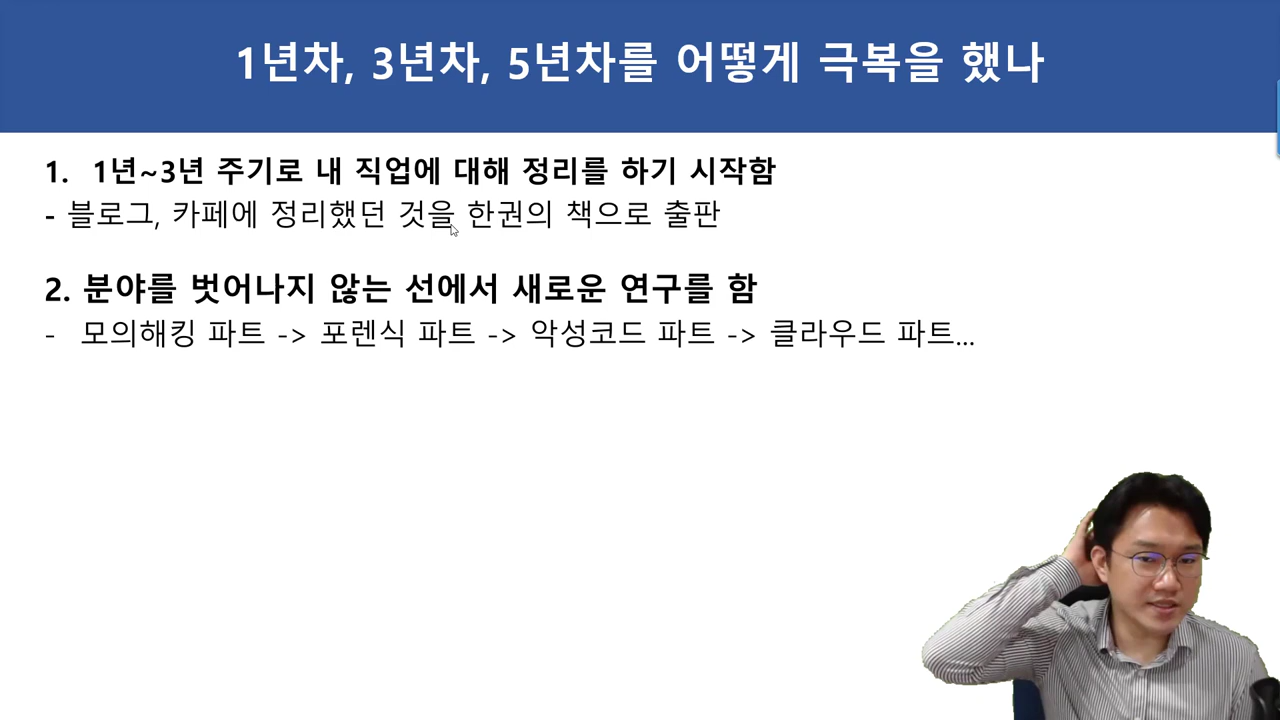 1년차, 3년차, 5년차를 어떻게 극복을 했나
1. 1년~3년 주기로 내 직업에 대해 정리를 하기 시작함
- 블로그, 카페에 정리했던 것을 한권의 책으로 출판
2. 분야를 벗어나지 않는 선에서 새로운 연구를 함
- 모의해킹 파트 -> 포렌식 파트 -> 악성코드 파트 -> 클라우드 파트...